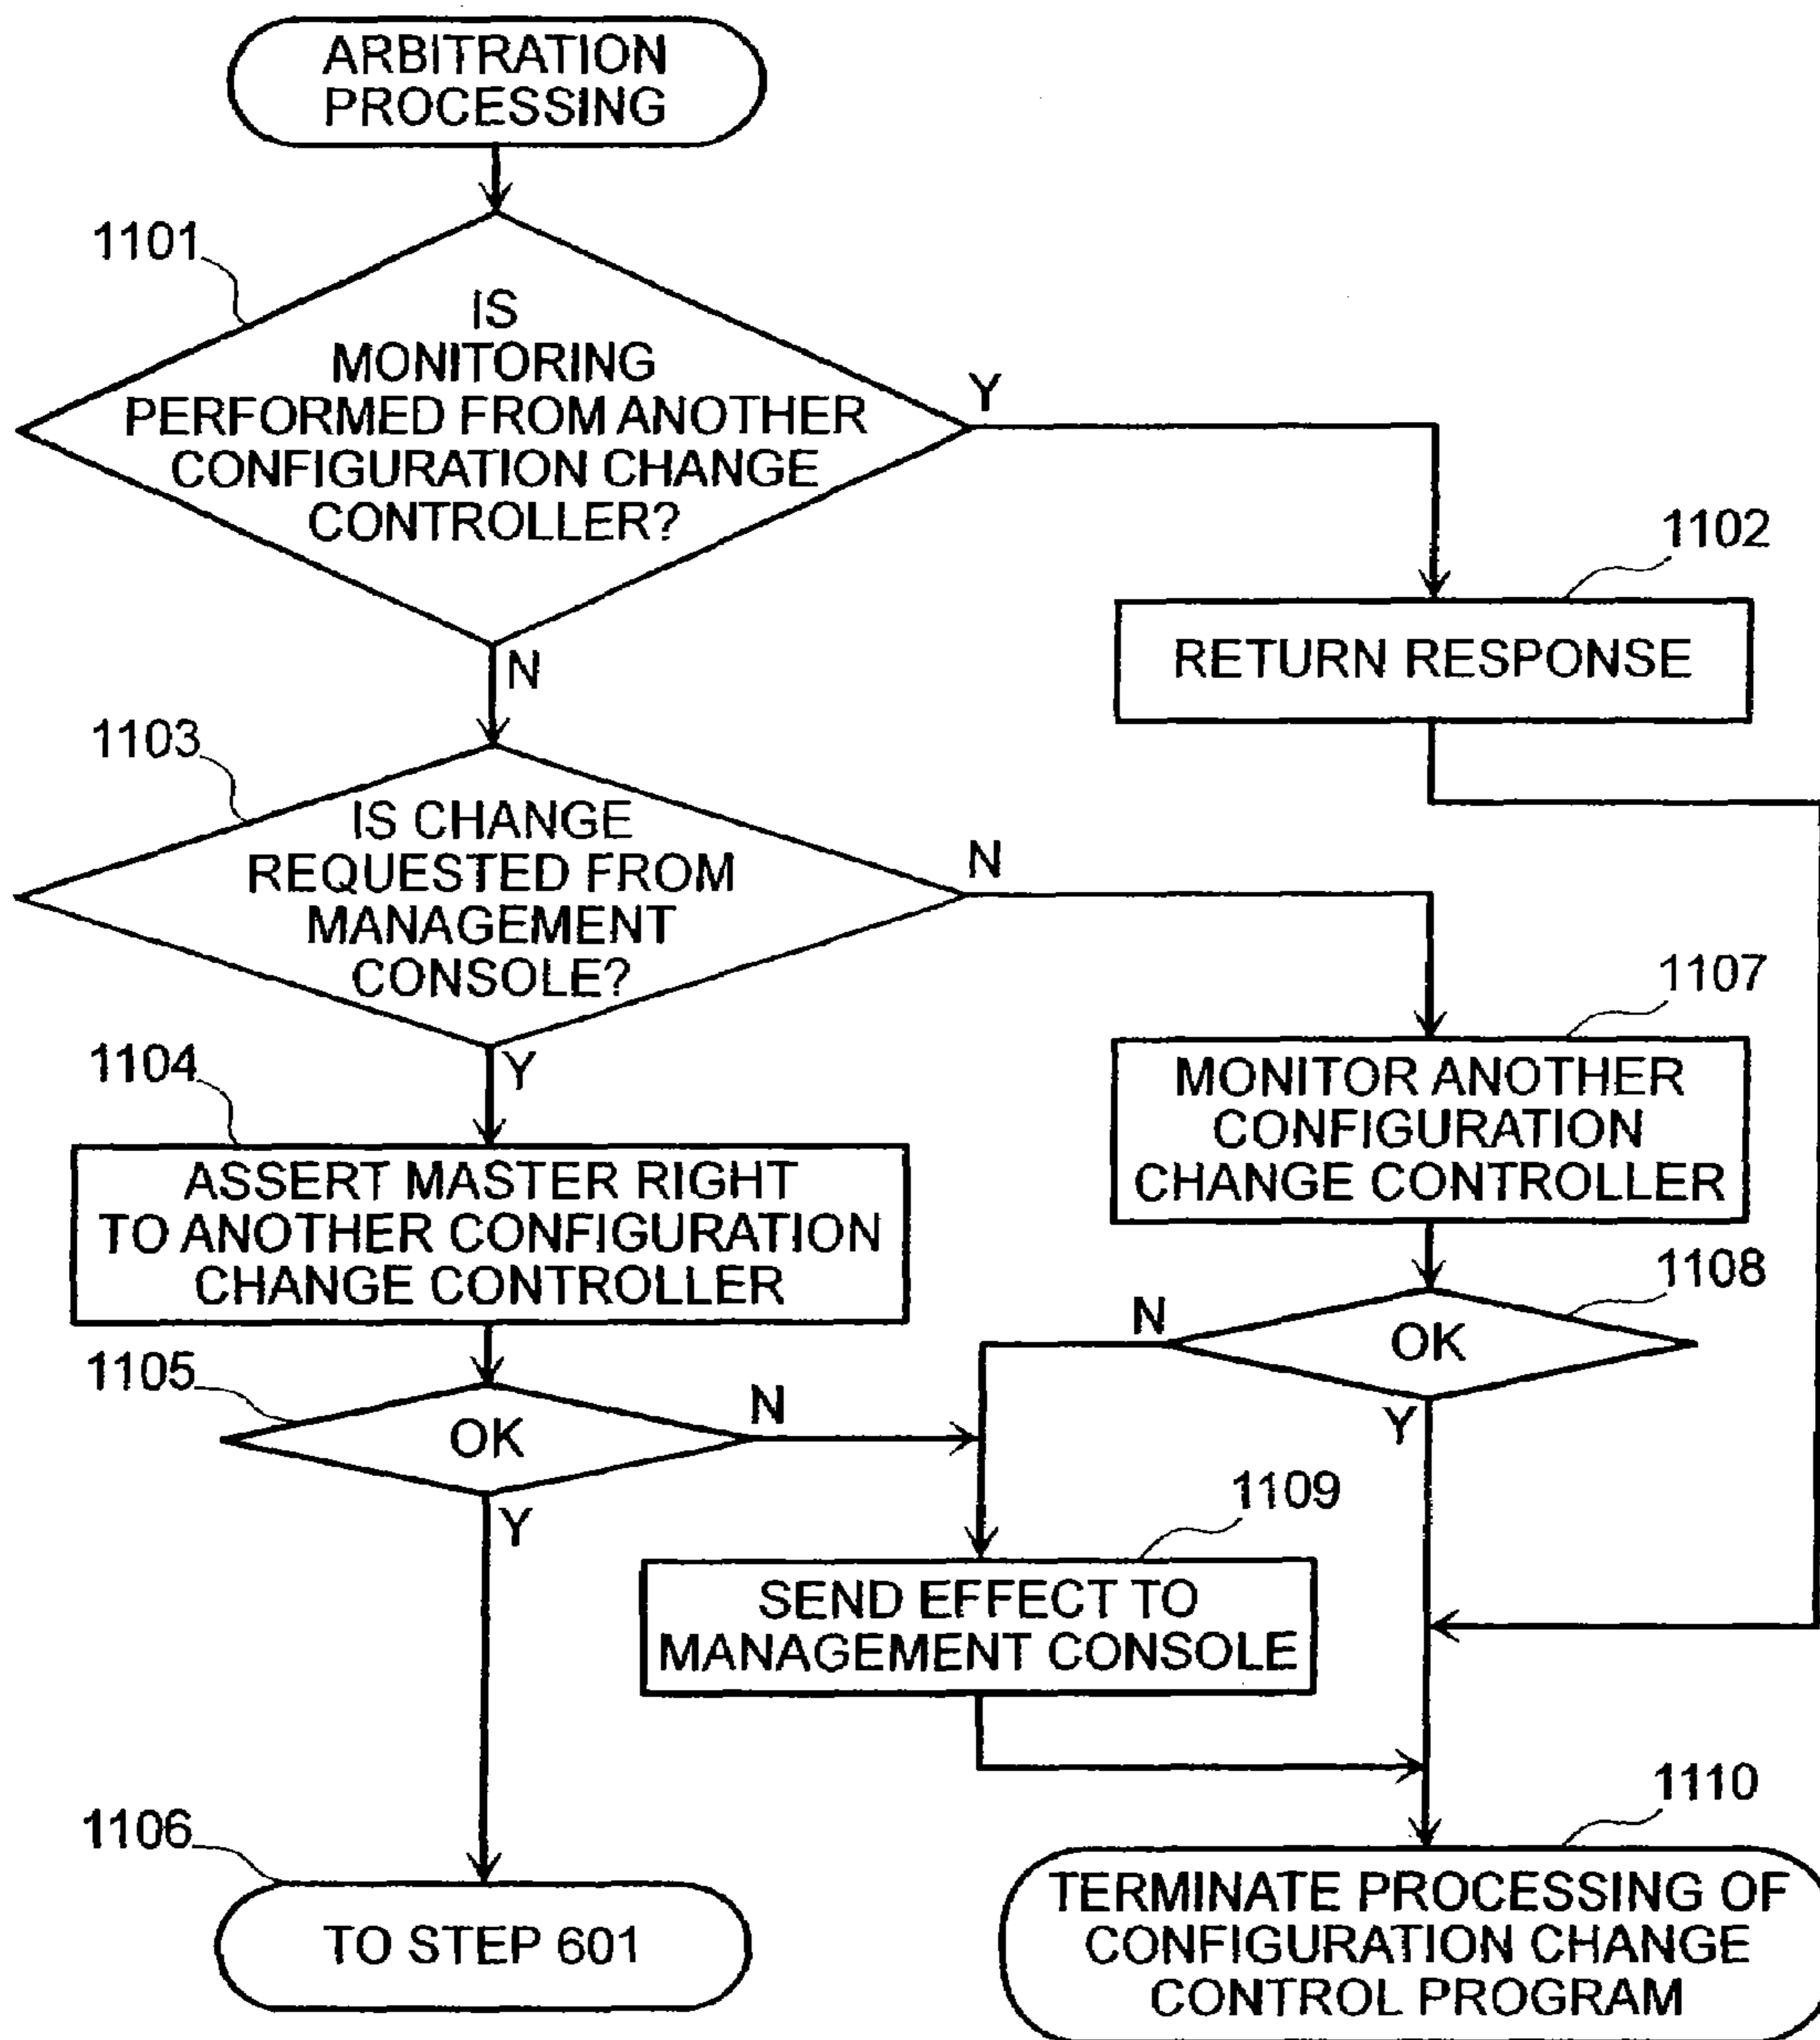 ARBITRATION
PROCESSING
1101
IS
MONITORING
PERFORMED FROM ANOTHER
CONFIGURATION CHANGE
CONTROLLER?
Y
N
1102
RETURN RESPONSE
1103
IS CHANGE
REQUESTED FROM
MANAGEMENT
CONSOLE?
N
Y
1104
ASSERT MASTER RIGHT
TO ANOTHER CONFIGURATION
CHANGE CONTROLLER
1107
MONITOR ANOTHER
CONFIGURATION
CHANGE CONTROLLER
1105
OK
N
Y
1108
OK
N
Y
1109
SEND EFFECT TO
MANAGEMENT CONSOLE
1106
TO STEP 601
1110
TERMINATE PROCESSING OF
CONFIGURATION CHANGE
CONTROL PROGRAM